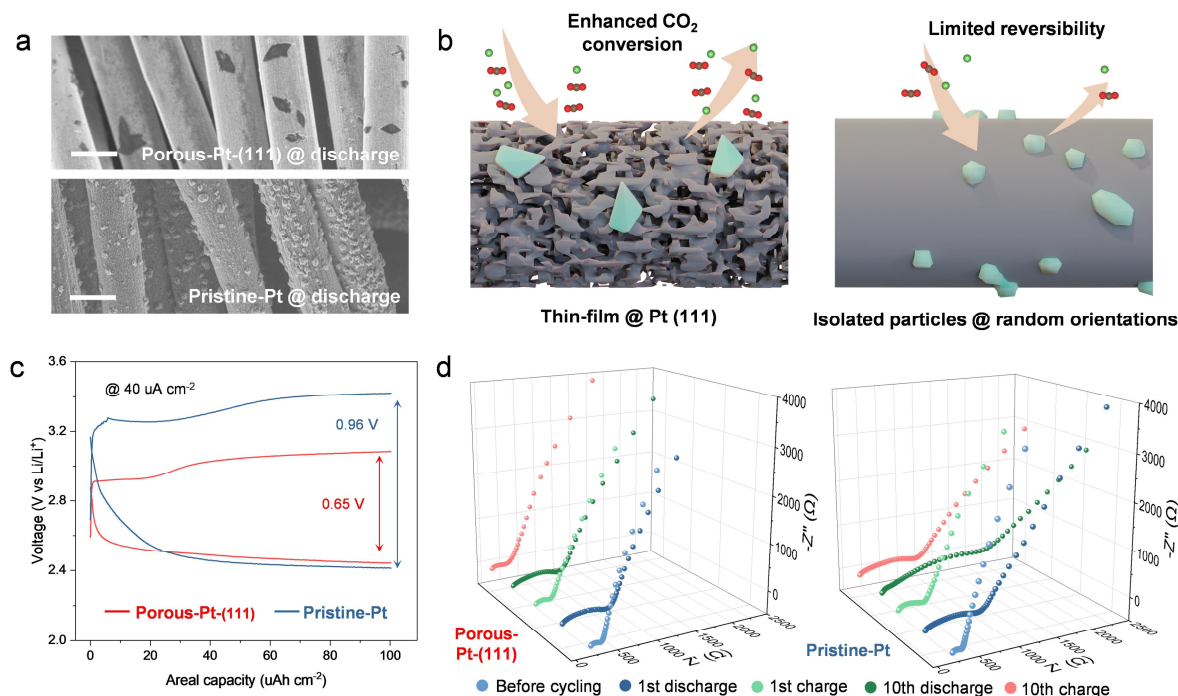 a
Porous-Pt-(111) @ discharge
Pristine-Pt @ discharge
b
Enhanced CO₂
conversion
Limited reversibility
Thin-film @ Pt (111)
Isolated particles @ random orientations
c
@ 40 uA cm⁻²
0.96 V
0.65 V
Porous-Pt-(111)
Pristine-Pt
Voltage (V vs Li/Li⁺)
3.6
3.2
2.8
2.4
2.0
0 20 40 60 80 100
Areal capacity (uAh cm⁻²)
d
4000
3000
2000
1000
0
-Z'' (Ω)
0 500 1000 1500 2000 2500
Z' (Ω)
Porous-
Pt-(111)
4000
3000
2000
1000
0
-Z'' (Ω)
0 500 1000 1500 2000 2500
Z' (Ω)
Pristine-Pt
Before cycling 1st discharge 1st charge 10th discharge 10th charge